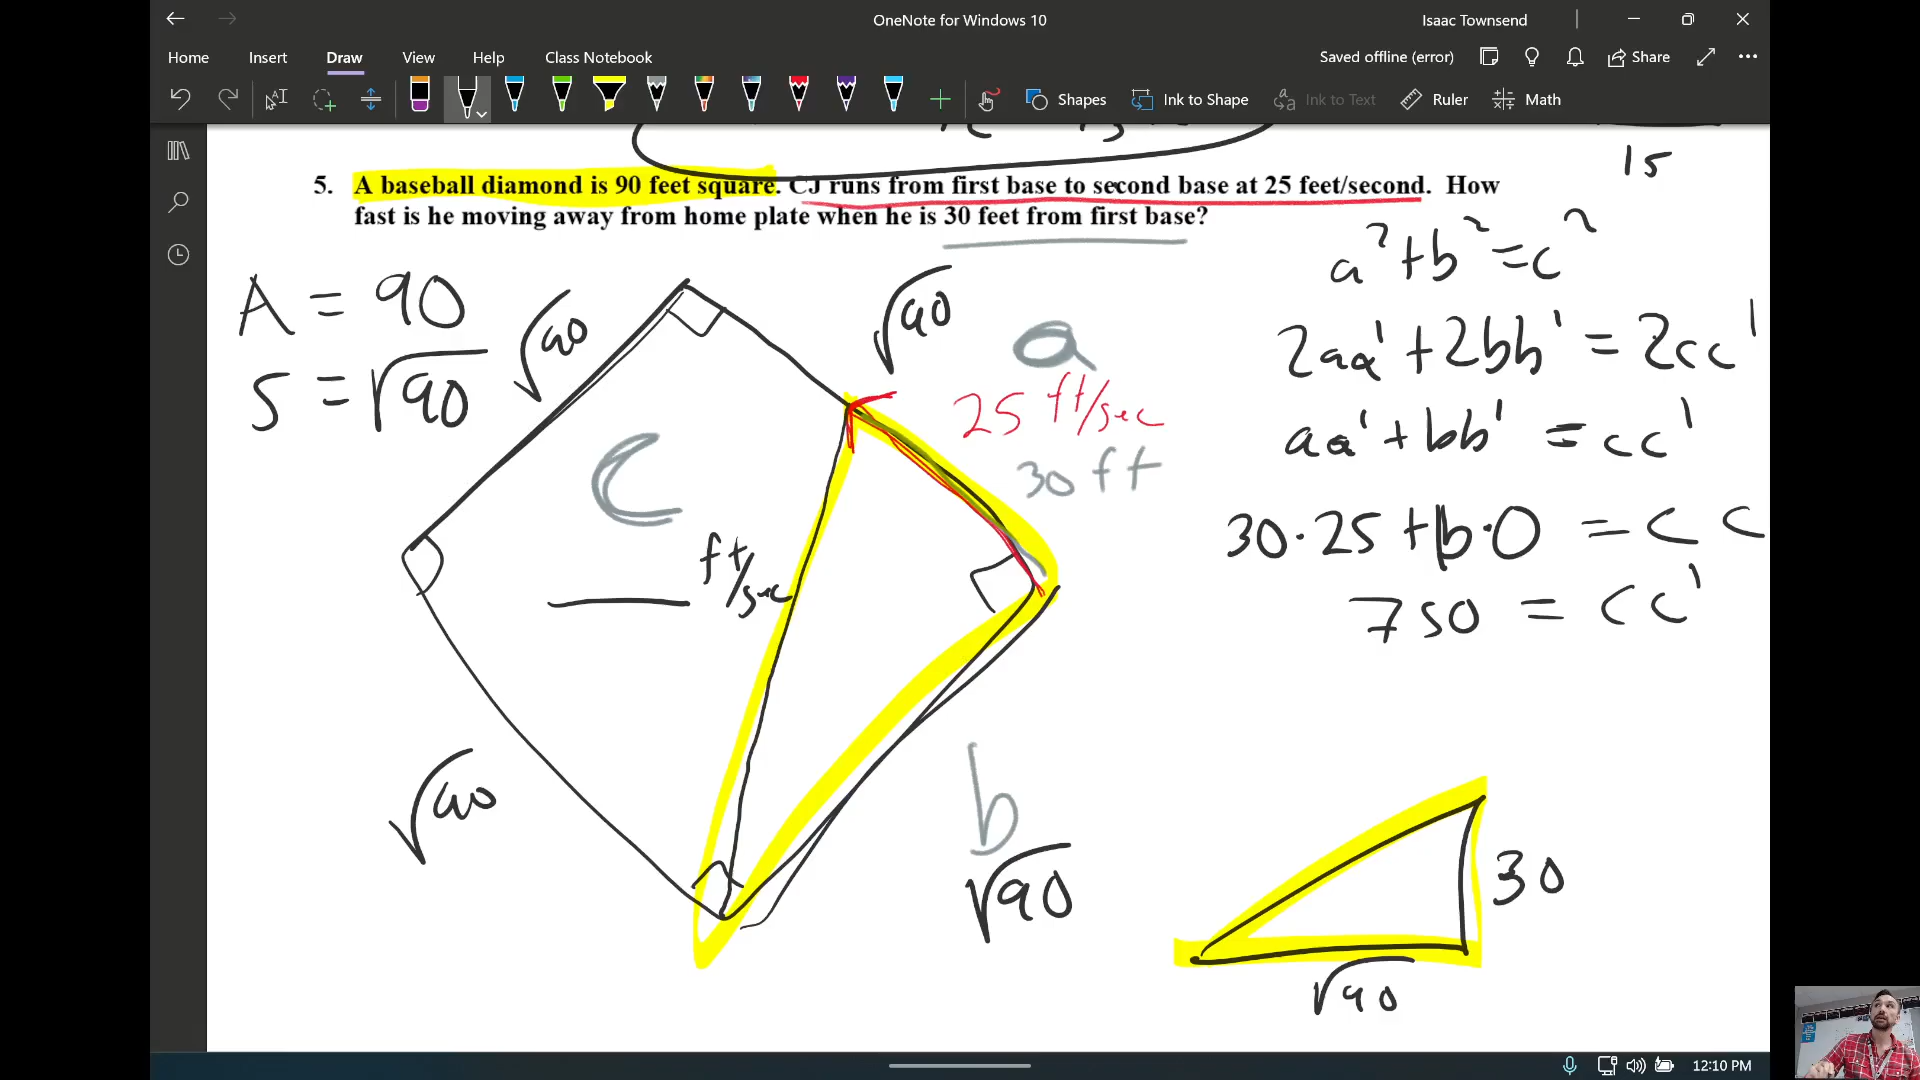 OneNote for Windows 10
Isaac Townsend
Home Insert Draw View Help Class Notebook
Saved offline (error) Share
Shapes Ink to Shape Ink to Text Ruler Math
15
5. A baseball diamond is 90 feet square. CJ runs from first base to second base at 25 feet/second. How
fast is he moving away from home plate when he is 30 feet from first base?
A = 90
S = √90
√90
√90
a
25 ft/sec
30 ft
C
ft/sec
√90
b
√90
a² + b² = c²
2aa' + 2bb' = 2cc'
aa' + bb' = cc'
30·25 + b·0 = c c
750 = cc'
30
√90
12:10 PM